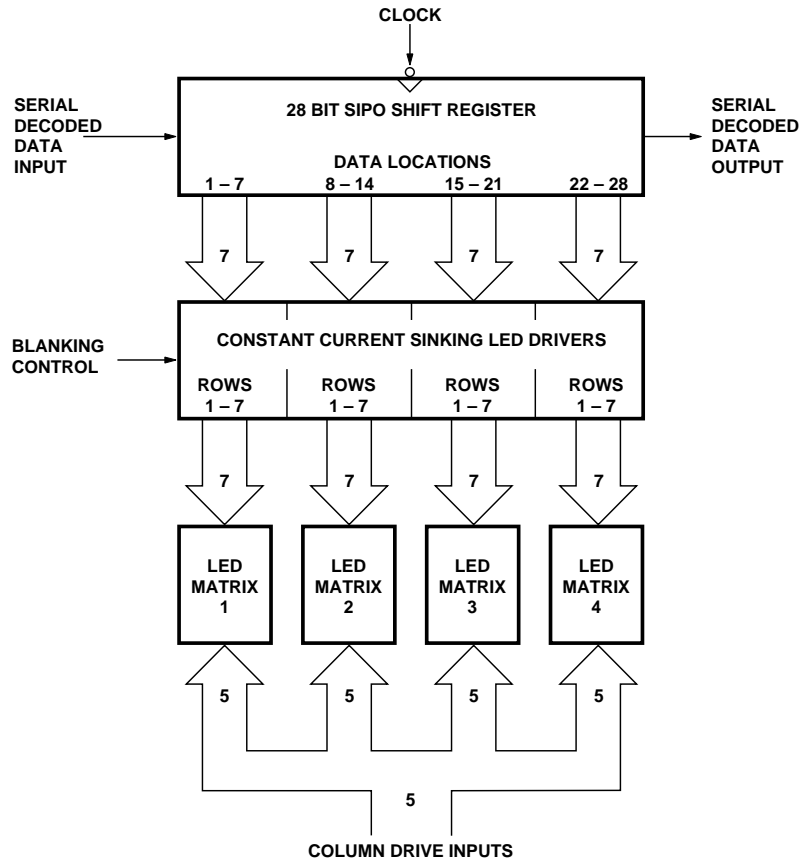 CLOCK
SERIAL
DECODED
DATA
INPUT
28 BIT SIPO SHIFT REGISTER
SERIAL
DECODED
DATA
OUTPUT
DATA LOCATIONS
1 – 7 8 – 14 15 – 21 22 – 28
7 7 7 7
BLANKING
CONTROL
CONSTANT CURRENT SINKING LED DRIVERS
ROWS ROWS ROWS ROWS
1 – 7 1 – 7 1 – 7 1 – 7
7 7 7 7
LED
MATRIX
1
LED
MATRIX
2
LED
MATRIX
3
LED
MATRIX
4
5 5 5 5
5
COLUMN DRIVE INPUTS